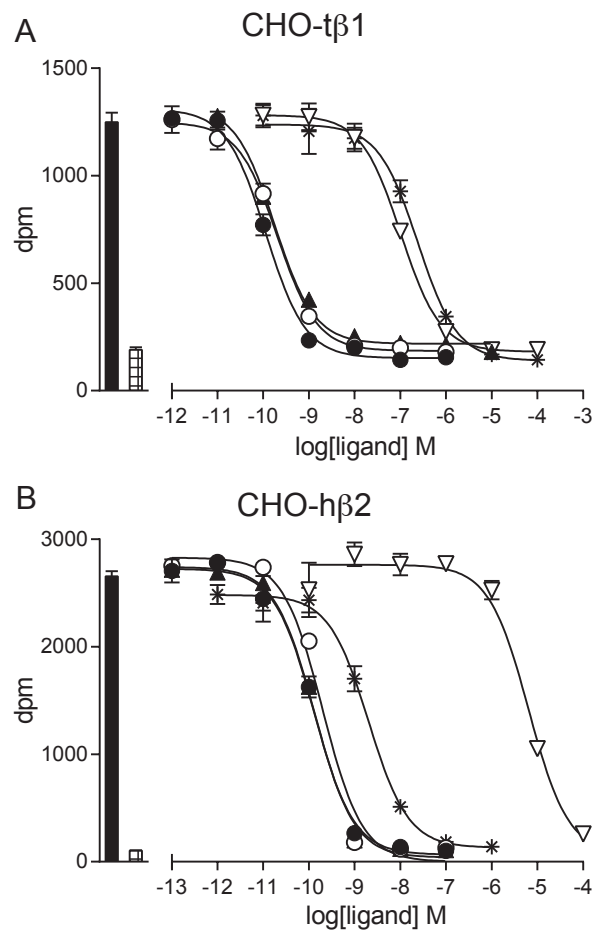 A
CHO-tβ1
1500
1000
500
0
dpm
-12 -11 -10 -9 -8 -7 -6 -5 -4 -3
log[ligand] M
B
CHO-hβ2
3000
2000
1000
0
dpm
-13 -12 -11 -10 -9 -8 -7 -6 -5 -4
log[ligand] M